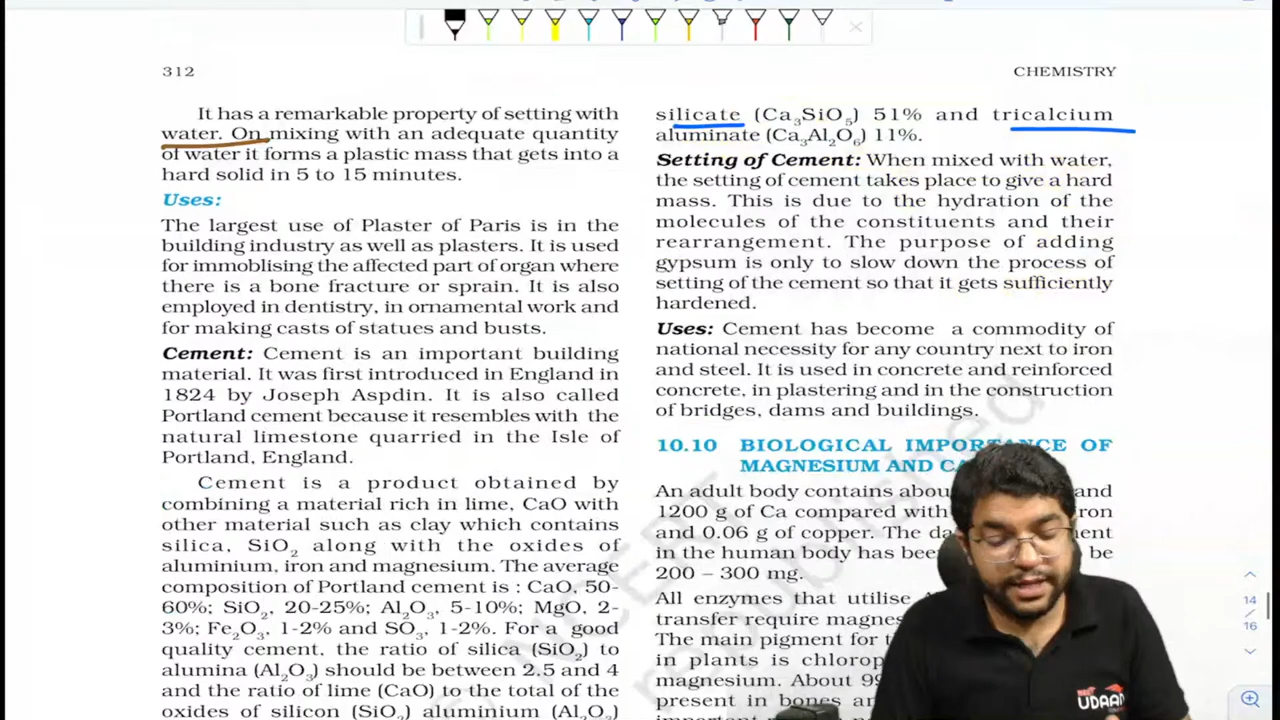 312
CHEMISTRY
It has a remarkable property of setting with
water. On mixing with an adequate quantity
of water it forms a plastic mass that gets into a
hard solid in 5 to 15 minutes.
Uses:
The largest use of Plaster of Paris is in the
building industry as well as plasters. It is used
for immoblising the affected part of organ where
there is a bone fracture or sprain. It is also
employed in dentistry, in ornamental work and
for making casts of statues and busts.
Cement: Cement is an important building
material. It was first introduced in England in
1824 by Joseph Aspdin. It is also called
Portland cement because it resembles with the
natural limestone quarried in the Isle of
Portland, England.
Cement is a product obtained by
combining a material rich in lime, CaO with
other material such as clay which contains
silica, SiO₂ along with the oxides of
aluminium, iron and magnesium. The average
composition of Portland cement is : CaO, 50-
60%; SiO₂, 20-25%; Al₂O₃, 5-10%; MgO, 2-
3%; Fe₂O₃, 1-2% and SO₃, 1-2%. For a good
quality cement, the ratio of silica (SiO₂) to
alumina (Al₂O₃) should be between 2.5 and 4
and the ratio of lime (CaO) to the total of the
oxides of silicon (SiO₂) aluminium (Al₂O₃)
silicate (Ca₃SiO₅) 51% and tricalcium
aluminate (Ca₃Al₂O₆) 11%.
Setting of Cement: When mixed with water,
the setting of cement takes place to give a hard
mass. This is due to the hydration of the
molecules of the constituents and their
rearrangement. The purpose of adding
gypsum is only to slow down the process of
setting of the cement so that it gets sufficiently
hardened.
Uses: Cement has become a commodity of
national necessity for any country next to iron
and steel. It is used in concrete and reinforced
concrete, in plastering and in the construction
of bridges, dams and buildings.
10.10 BIOLOGICAL IMPORTANCE OF
MAGNESIUM AND
An adult body contains and
1200 g of Ca compared with iron
and 0.06 g of copper. The
in the human body has be
200 – 300 mg.
All enzymes that utilise
transfer require
The main pigment for
in plants is
magnesium. About
present in bones
14
16
UDAAN